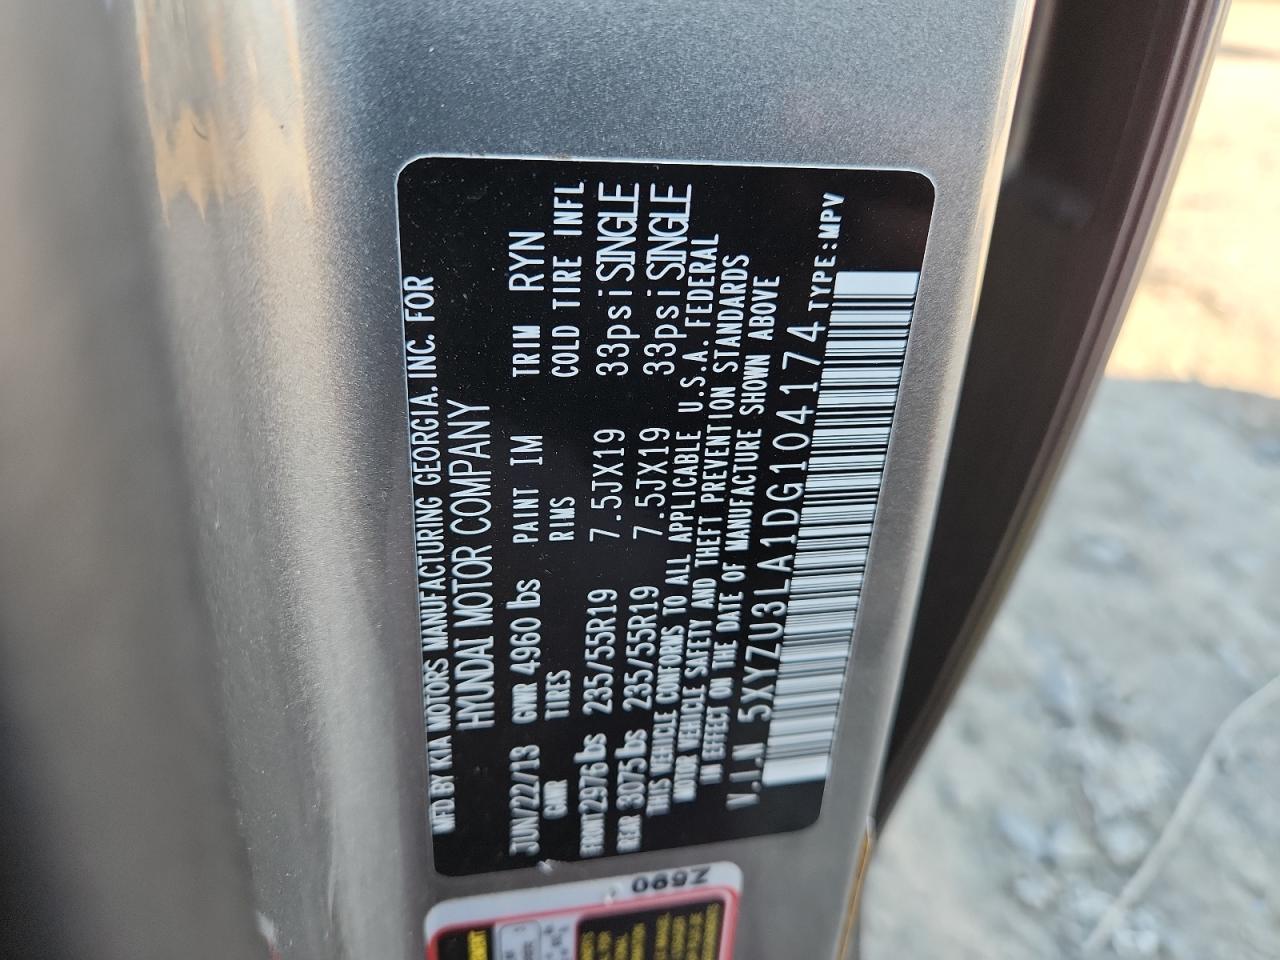 MFD BY KIA MOTORS MANUFACTURING GEORGIA. INC. FOR
HYUNDAI MOTOR COMPANY
JUN/22/13 GVWR 4960 lbs PAINT IM TRIM RYN
GAWR TIRES RIMS COLD TIRE INFL
FRONT 2976 lbs 235/55R19 7.5JX19 33psi SINGLE
REAR 3075 lbs 235/55R19 7.5JX19 33psi SINGLE
THIS VEHICLE CONFORMS TO ALL APPLICABLE U.S.A. FEDERAL
MOTOR VEHICLE SAFETY AND THEFT PREVENTION STANDARDS
IN EFFECT ON THE DATE OF MANUFACTURE SHOWN ABOVE
V.I.N 5XYZU3LA1DG104174 TYPE:MPV
Z590